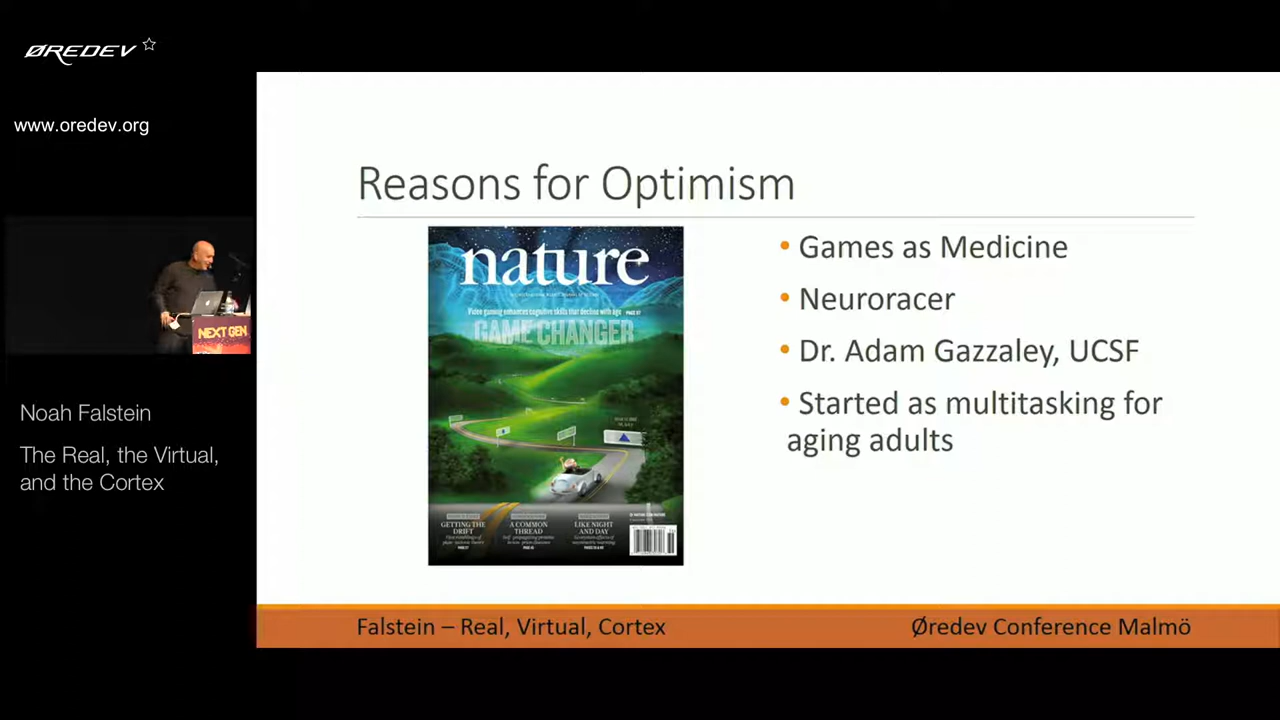 ØREDEV
www.oredev.org
NEXT GEN
Noah Falstein
The Real, the Virtual,
and the Cortex
Reasons for Optimism
nature
Video gaming enhances cognitive skills that decline with age PAGE 97
GAME CHANGER
GETTING THE
DRIFT
A COMMON
THREAD
LIKE NIGHT
AND DAY
• Games as Medicine
• Neuroracer
• Dr. Adam Gazzaley, UCSF
• Started as multitasking for
aging adults
Falstein – Real, Virtual, Cortex
Øredev Conference Malmö